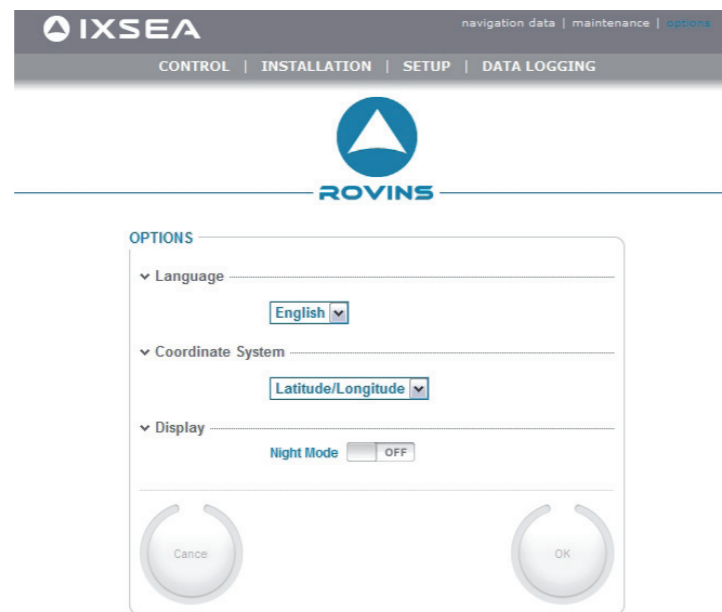 IXSEA
navigation data | maintenance | options
CONTROL | INSTALLATION | SETUP | DATA LOGGING
ROVINS
OPTIONS
Language
English
Coordinate System
Latitude/Longitude
Display
Night Mode OFF
Cance OK